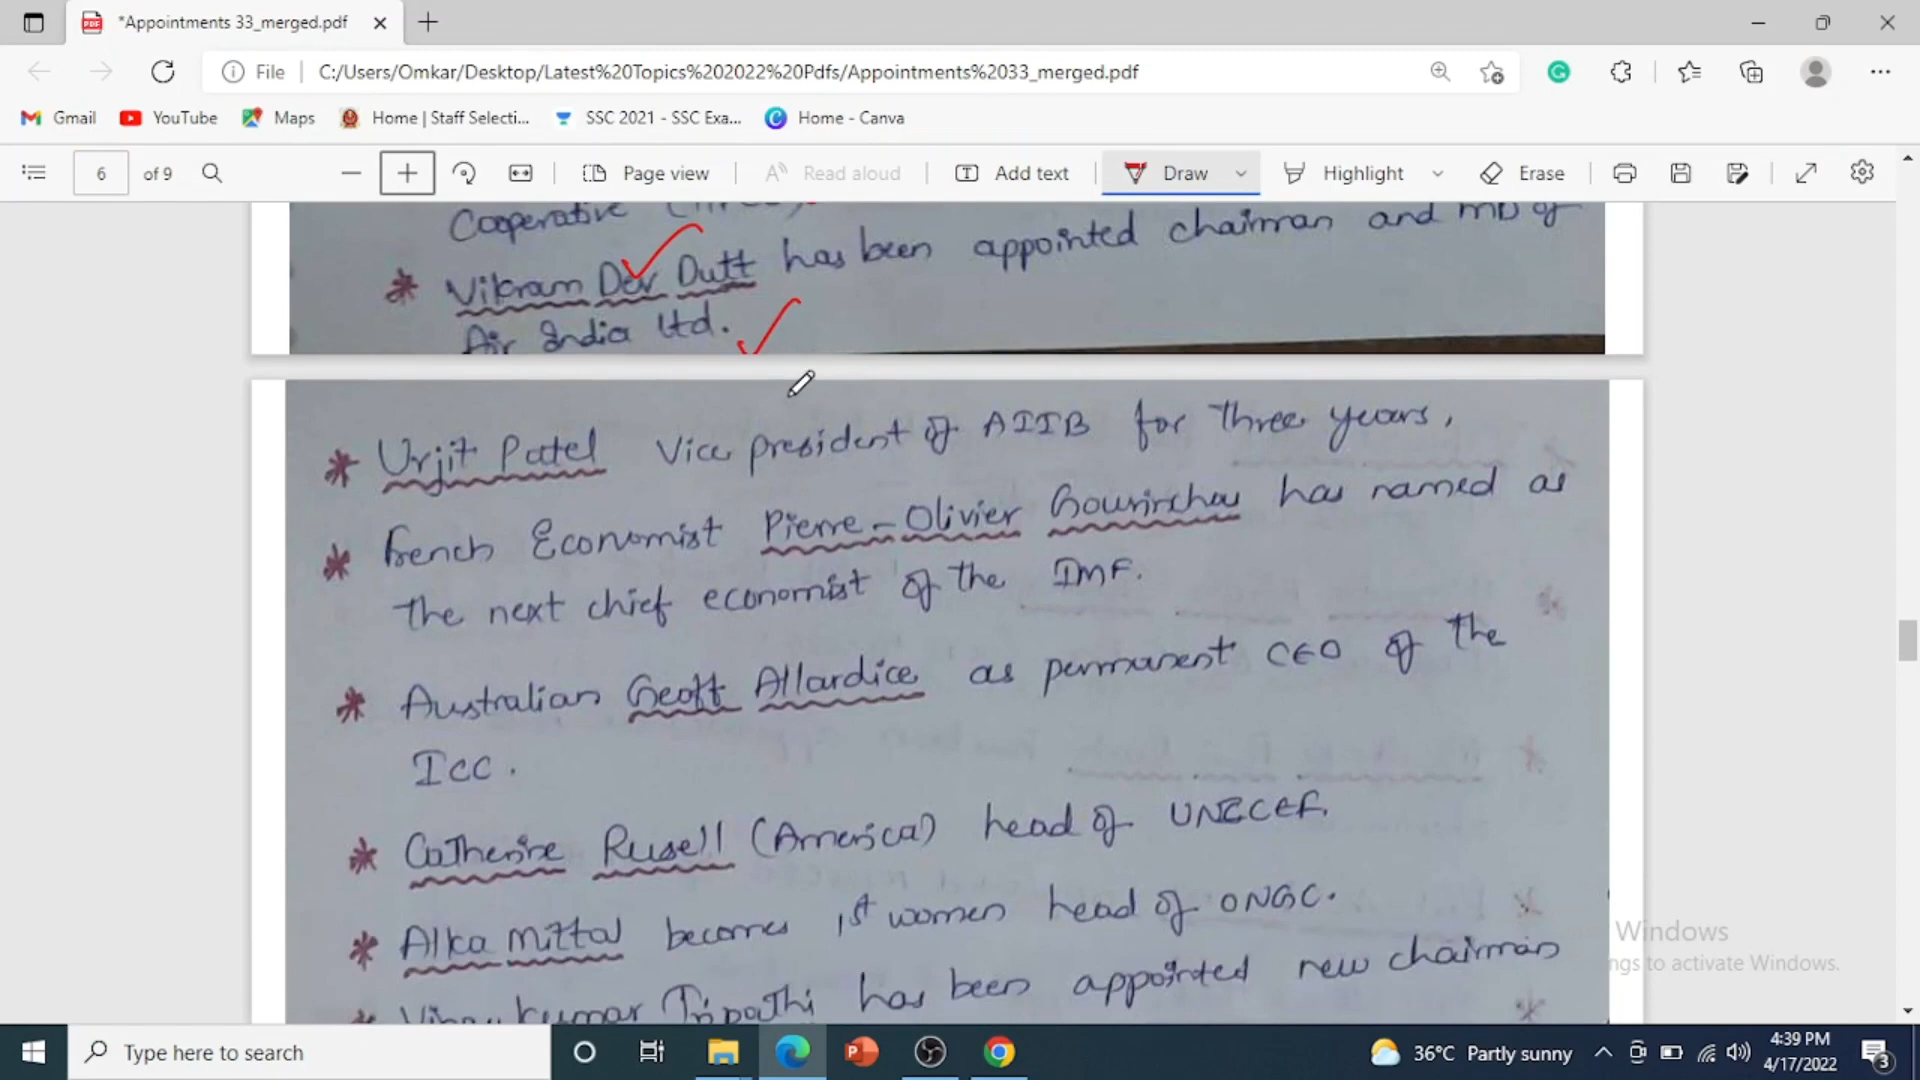 *Appointments 33_merged.pdf
File C:/Users/Omkar/Desktop/Latest%20Topics%202022%20Pdfs/Appointments%2033_merged.pdf
Gmail YouTube Maps Home | Staff Selecti... SSC 2021 - SSC Exa... Home - Canva
6 of 9 Page view Read aloud Add text Draw Highlight Erase
Cooperative
* Vikram Dev Dutt has been appointed chairman and MD of
Air India Ltd.
* Urjit Patel Vice president of AIIB for three years,
* French Economist Pierre-Olivier Gourinchas has named as
the next chief economist of the IMF.
* Australian Geoff Allardice as permanent CEO of the
ICC.
* Catherine Rusell (America) head of UNICEF.
* Alka Mittal becomes 1st women head of ONGC.
Vinay Kumar Tripathi has been appointed new chairman
Windows
ngs to activate Windows.
Type here to search
36°C Partly sunny
4:39 PM
4/17/2022
3